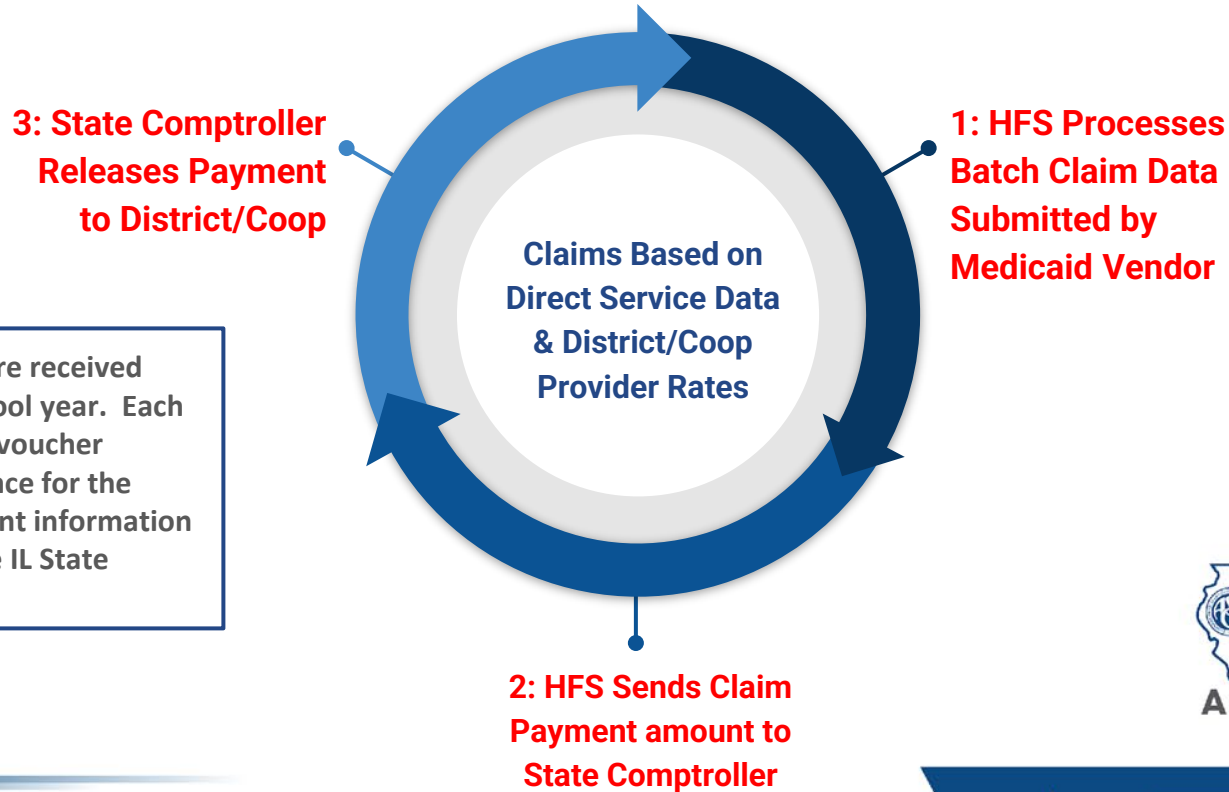 3: State Comptroller
Releases Payment
to District/Coop
1: HFS Processes
Batch Claim Data
Submitted by
Medicaid Vendor
Claims Based on
Direct Service Data
& District/Coop
Provider Rates
re received
ool year. Each
voucher
nce for the
nt information
e IL State
2: HFS Sends Claim
Payment amount to
State Comptroller
A